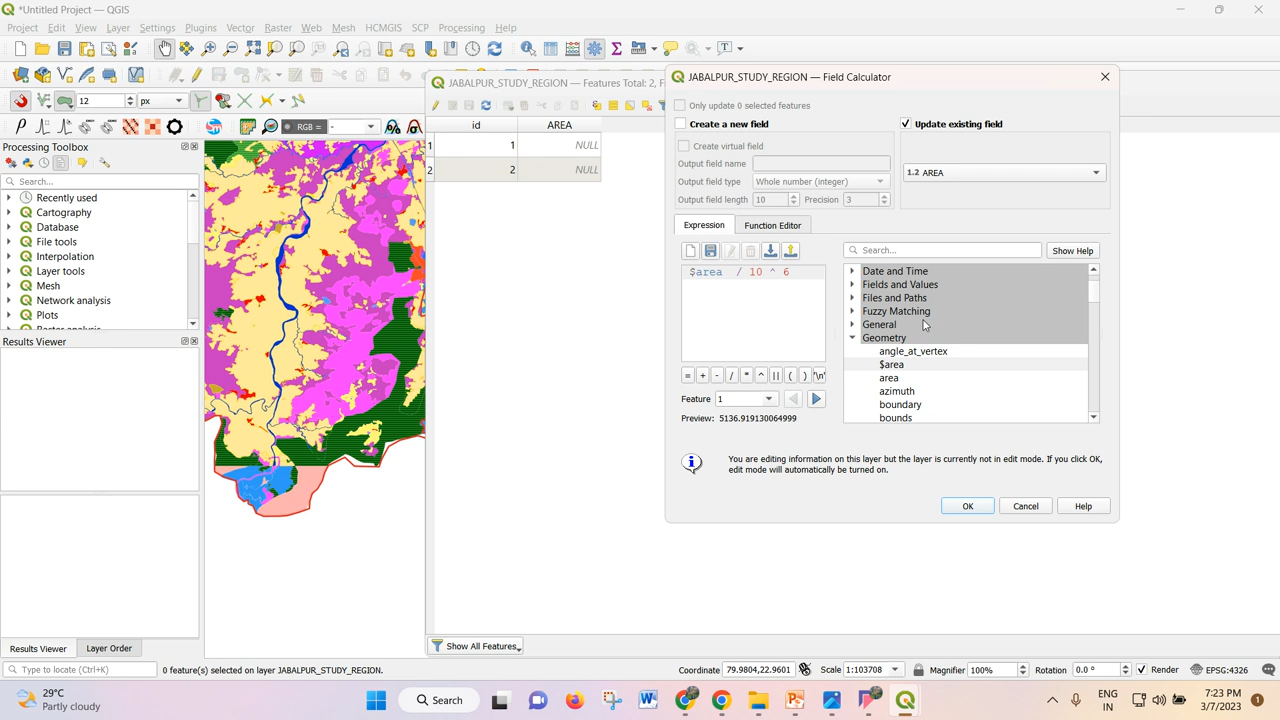 *Untitled Project — QGIS
Project Edit View Layer Settings Plugins Vector Raster Database Web Mesh HCMGIS SCP Processing Help
12 px
RGB = -
Processing Toolbox
Search...
Recently used
Cartography
Database
File tools
Interpolation
Layer tools
Mesh
Network analysis
Plots
Raster analysis
Results Viewer
Results Viewer Layer Order
JABALPUR_STUDY_REGION — Features Total: 2, F
id AREA
1 1 NULL
2 2 NULL
Show All Features
JABALPUR_STUDY_REGION — Field Calculator
Only update 0 selected features
Create a new field
Update existing field
Create virtual field
Output field name
1.2 AREA
Output field type Whole number (integer)
Output field length 10 Precision 3
Expression Function Editor
Search... Show Help
$area / 10 ^ 6
Date and Time
Fields and Values
Files and Paths
Fuzzy Matching
General
Geometry
angle_at_vertex
$area
area
azimuth
boundary
bounds
= + - / * ^ || ( ) '\n'
Feature 1
Preview: 5136.919130064999
You are editing information on this layer but the layer is currently not in edit mode. If you click OK,
edit mode will automatically be turned on.
OK Cancel Help
Type to locate (Ctrl+K) 0 feature(s) selected on layer JABALPUR_STUDY_REGION. Coordinate 79.9804,22.9601 Scale 1:103708 Magnifier 100% Rotation 0.0 ° Render EPSG:4326
29°C
Partly cloudy
Search
ENG
IN
7:23 PM
3/7/2023
1